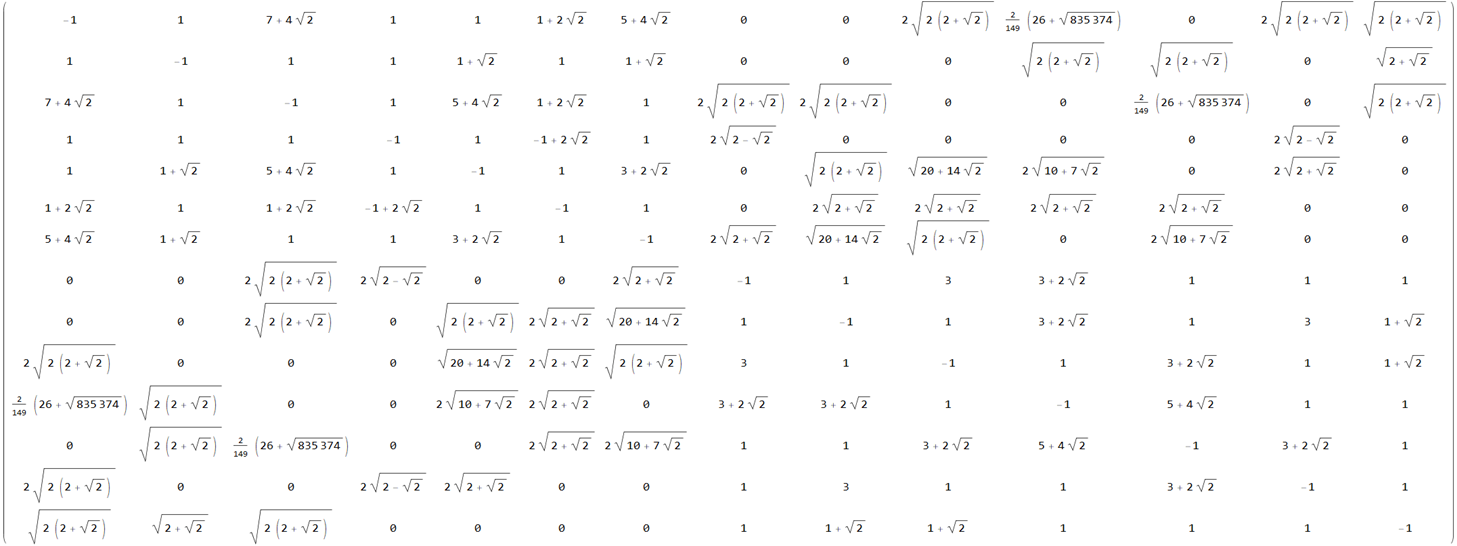 -1 1 7+4√2 1 1 1+2√2 5+4√2 0 0 2√(2 (2+√2)) 2/149 (26+√835374) 0 2√(2 (2+√2)) √(2 (2+√2))
1 -1 1 1 1+√2 1 1+√2 0 0 0 √(2 (2+√2)) √(2 (2+√2)) 0 √(2+√2)
7+4√2 1 -1 1 5+4√2 1+2√2 1 2√(2 (2+√2)) 2√(2 (2+√2)) 0 0 2/149 (26+√835374) 0 √(2 (2+√2))
1 1 1 -1 1 -1+2√2 1 2√(2-√2) 0 0 0 0 2√(2-√2) 0
1 1+√2 5+4√2 1 -1 1 3+2√2 0 √(2 (2+√2)) √(20+14√2) 2√(10+7√2) 0 2√(2+√2) 0
1+2√2 1 1+2√2 -1+2√2 1 -1 1 0 2√(2+√2) 2√(2+√2) 2√(2+√2) 2√(2+√2) 0 0
5+4√2 1+√2 1 1 3+2√2 1 -1 2√(2+√2) √(20+14√2) √(2 (2+√2)) 0 2√(10+7√2) 0 0
0 0 2√(2 (2+√2)) 2√(2-√2) 0 0 2√(2+√2) -1 1 3 3+2√2 1 1 1
0 0 2√(2 (2+√2)) 0 √(2 (2+√2)) 2√(2+√2) √(20+14√2) 1 -1 1 3+2√2 1 3 1+√2
2√(2 (2+√2)) 0 0 0 √(20+14√2) 2√(2+√2) √(2 (2+√2)) 3 1 -1 1 3+2√2 1 1+√2
2/149 (26+√835374) √(2 (2+√2)) 0 0 2√(10+7√2) 2√(2+√2) 0 3+2√2 3+2√2 1 -1 5+4√2 1 1
0 √(2 (2+√2)) 2/149 (26+√835374) 0 0 2√(2+√2) 2√(10+7√2) 1 1 3+2√2 5+4√2 -1 3+2√2 1
2√(2 (2+√2)) 0 0 2√(2-√2) 2√(2+√2) 0 0 1 3 1 1 3+2√2 -1 1
√(2 (2+√2)) √(2+√2) √(2 (2+√2)) 0 0 0 0 1 1+√2 1+√2 1 1 1 -1